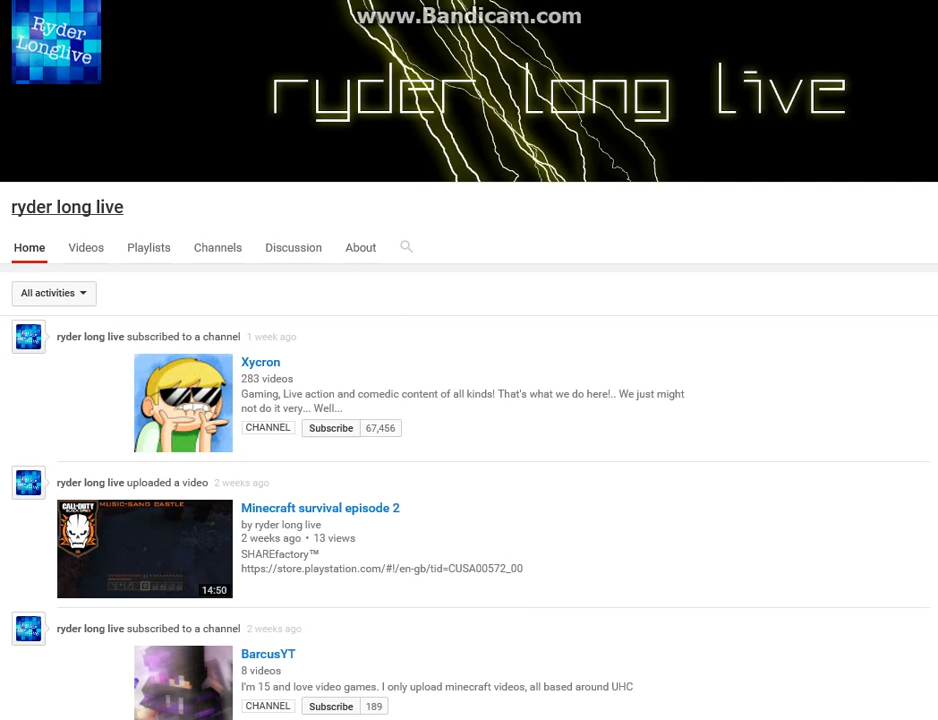 www.Bandicam.com
Ryder
Longlive
ryder long live
ryder long live
Home Videos Playlists Channels Discussion About
All activities
ryder long live subscribed to a channel 1 week ago
Xycron
283 videos
Gaming, Live action and comedic content of all kinds! That's what we do here!.. We just might
not do it very... Well...
CHANNEL Subscribe 67,456
ryder long live uploaded a video 2 weeks ago
CALL OF DUTY
MUSIC-SAND CASTLE
14:50
Minecraft survival episode 2
by ryder long live
2 weeks ago • 13 views
SHAREfactory™
https://store.playstation.com/#!/en-gb/tid=CUSA00572_00
ryder long live subscribed to a channel 2 weeks ago
BarcusYT
8 videos
I'm 15 and love video games. I only upload minecraft videos, all based around UHC
CHANNEL Subscribe 189